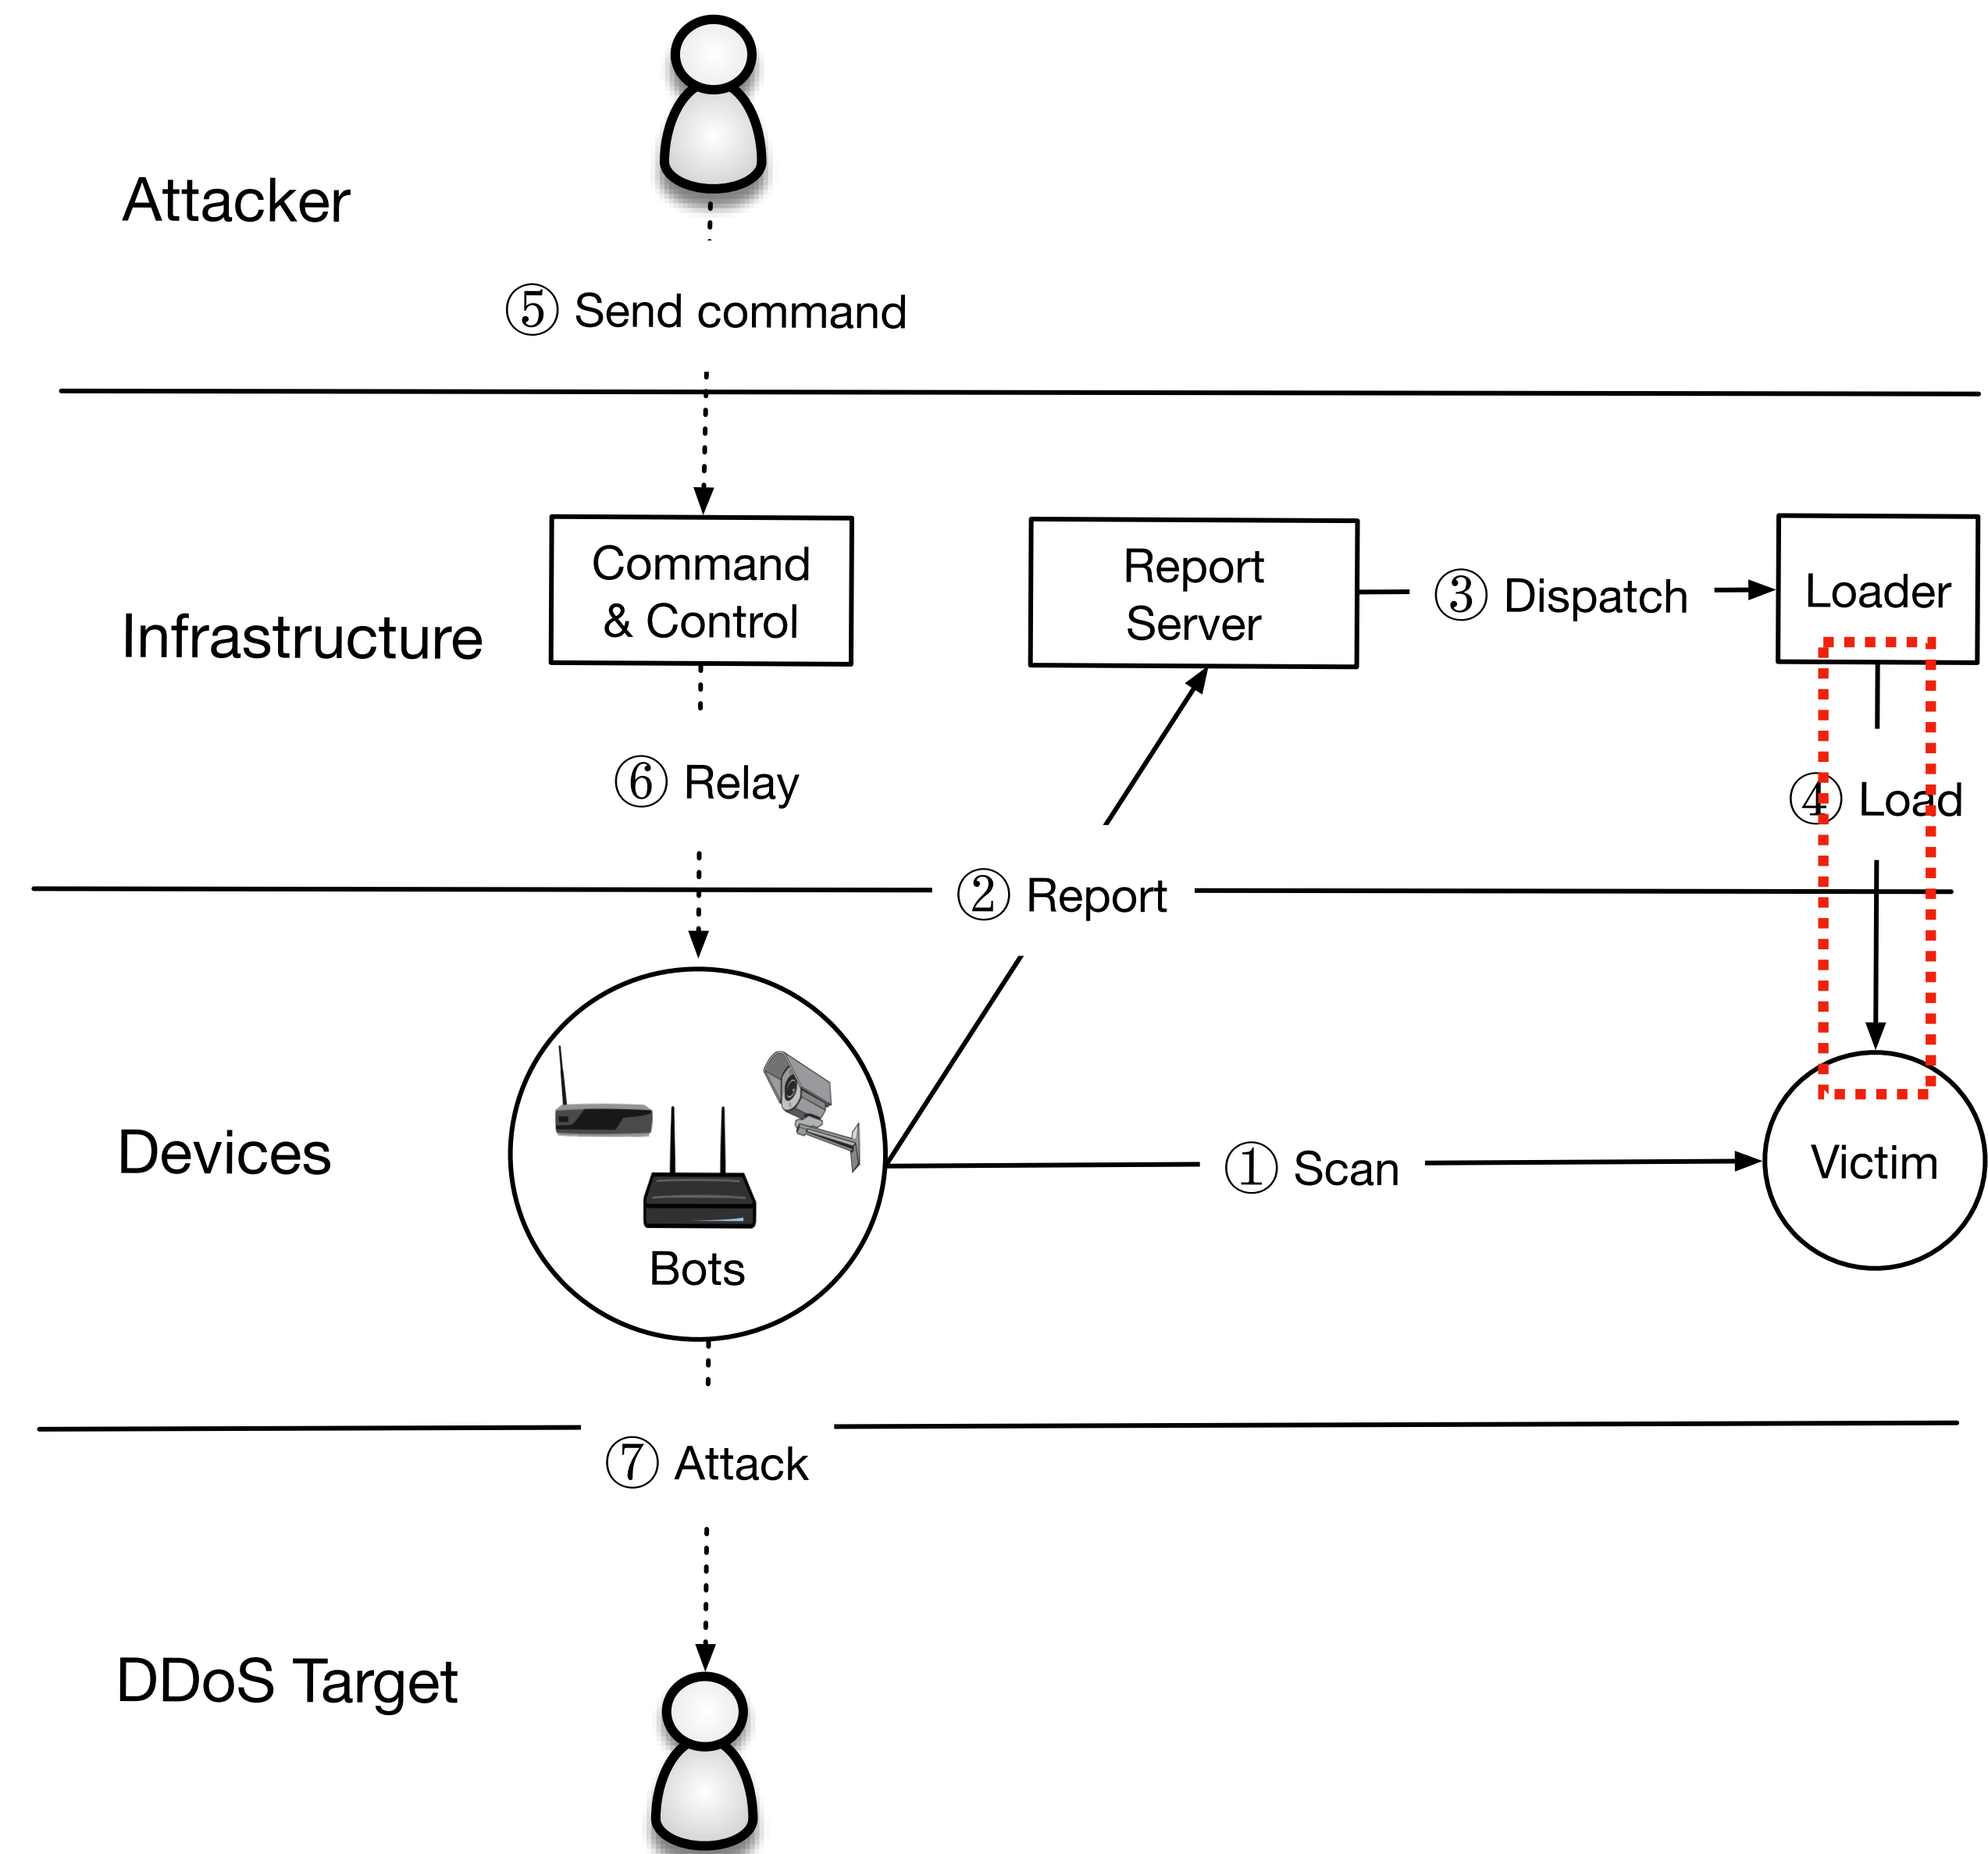 Attacker
⑤ Send command
Command
& Control
Report
Server
③ Dispatch
Loader
Infrastructure
⑥ Relay
④ Load
② Report
Devices
① Scan
Victim
Bots
⑦ Attack
DDoS Target